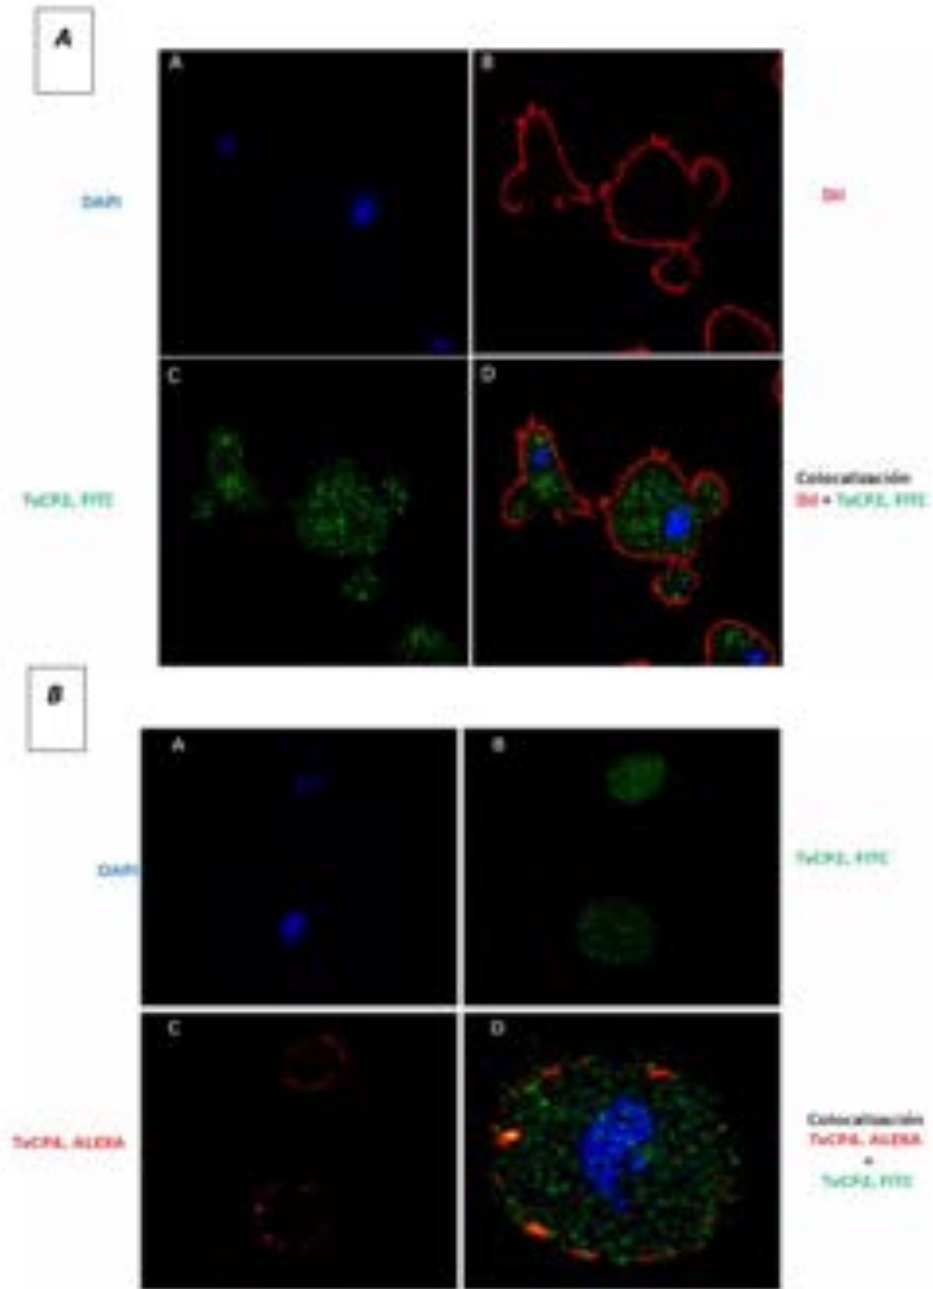 A
A
B
DAPI
DiI
C
D
TvCP2, FITC
Colocalización
DiI + TvCP2, FITC
B
A
B
DAPI
TvCP2, FITC
C
D
TvCP4, ALEXA
Colocalización
TvCP4, ALEXA
+
TvCP2, FITC